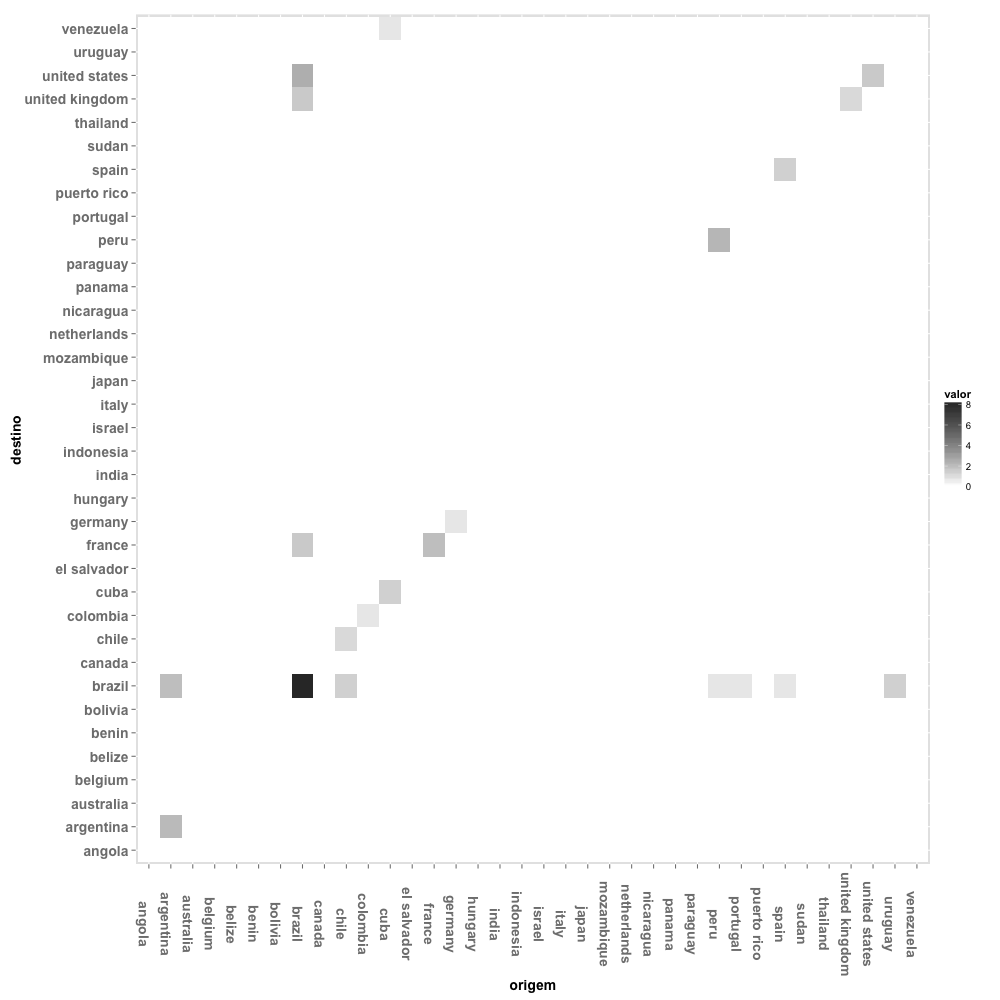 venezuela
uruguay
united states
united kingdom
thailand
sudan
spain
puerto rico
portugal
peru
paraguay
panama
nicaragua
netherlands
mozambique
japan
italy
israel
indonesia
india
hungary
germany
france
el salvador
cuba
colombia
chile
canada
brazil
bolivia
benin
belize
belgium
australia
argentina
angola
destino
valor
8
6
4
2
0
angola
argentina
australia
belgium
belize
benin
bolivia
brazil
canada
chile
colombia
cuba
el salvador
france
germany
hungary
india
indonesia
israel
italy
japan
mozambique
netherlands
nicaragua
panama
paraguay
peru
portugal
puerto rico
spain
sudan
thailand
united kingdom
united states
uruguay
venezuela
origem